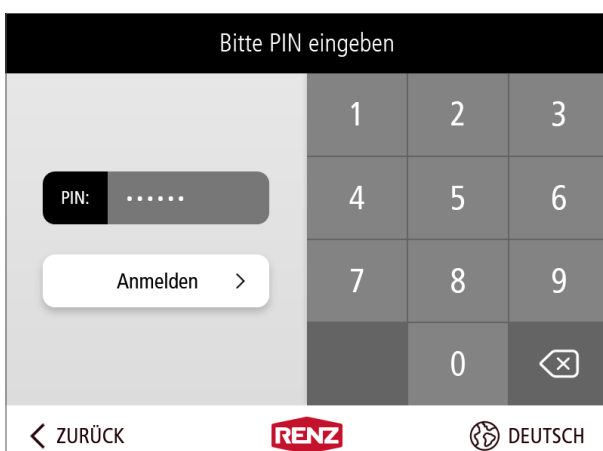 Bitte PIN eingeben
1 2 3
PIN: ••••••
4 5 6
Anmelden >
7 8 9
0
ZURÜCK
RENZ
DEUTSCH